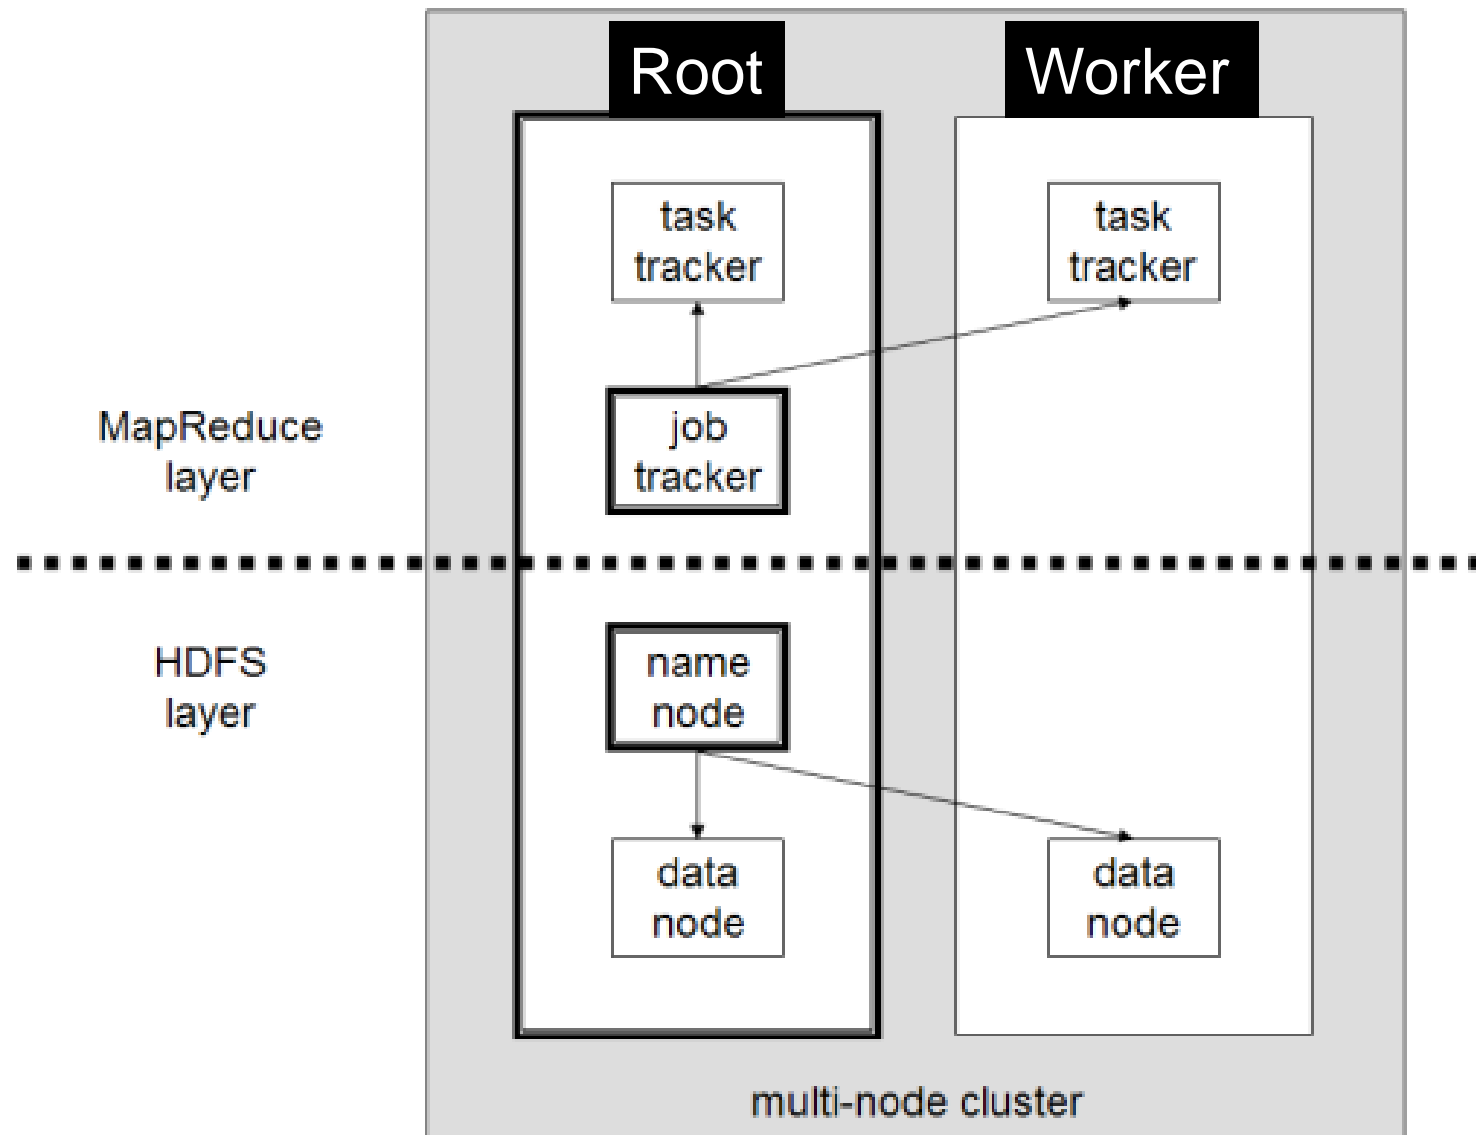 Root
Worker
task
tracker
task
tracker
MapReduce
layer
job
tracker
HDFS
layer
name
node
data
node
data
node
multi-node cluster